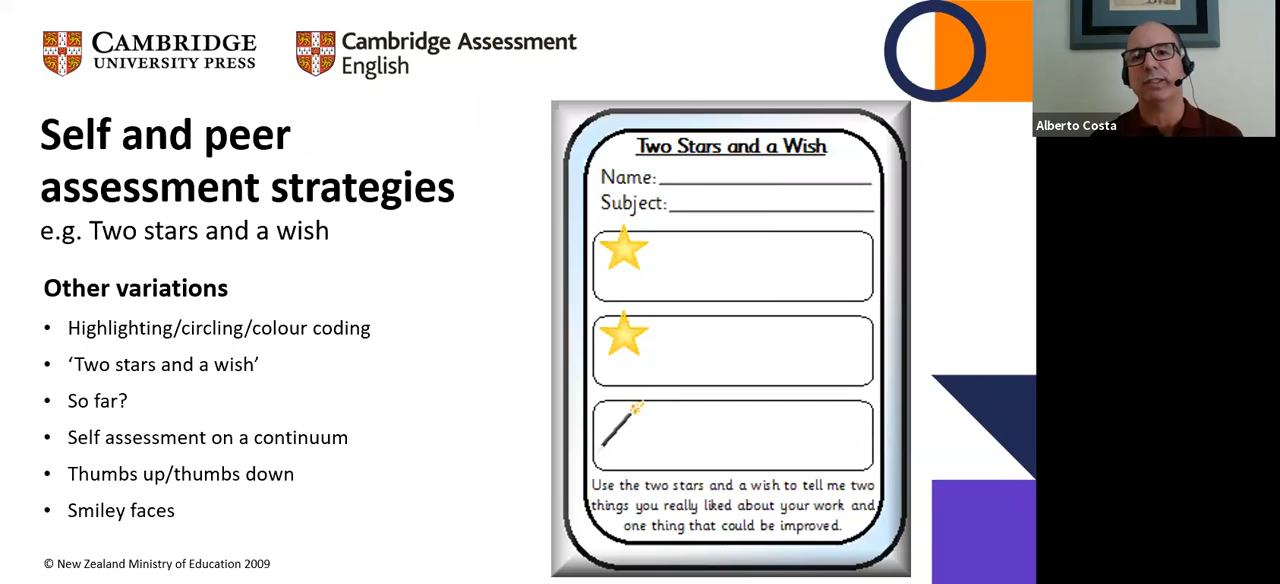 CAMBRIDGE
UNIVERSITY PRESS
Cambridge Assessment
English
Self and peer
assessment strategies
e.g. Two stars and a wish
Other variations
• Highlighting/circling/colour coding
• ‘Two stars and a wish’
• So far?
• Self assessment on a continuum
• Thumbs up/thumbs down
• Smiley faces
© New Zealand Ministry of Education 2009
Two Stars and a Wish
Name:
Subject:
Use the two stars and a wish to tell me two
things you really liked about your work and
one thing that could be improved.
Alberto Costa